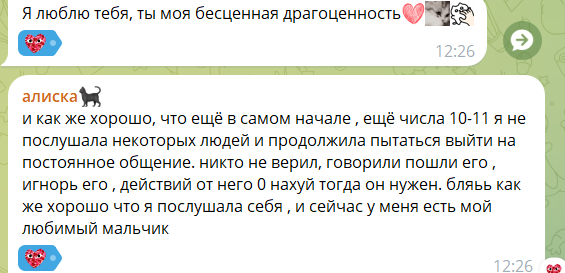 Я люблю тебя, ты моя бесценная драгоценность
12:26
алиска🐈‍⬛
и как же хорошо, что ещё в самом начале , ещё числа 10-11 я не
послушала некоторых людей и продолжила пытаться выйти на
постоянное общение. никто не верил, говорили пошли его ,
игнорь его , действий от него 0 нахуй тогда он нужен. бляьь как
же хорошо что я послушала себя , и сейчас у меня есть мой
любимый мальчик
12:26